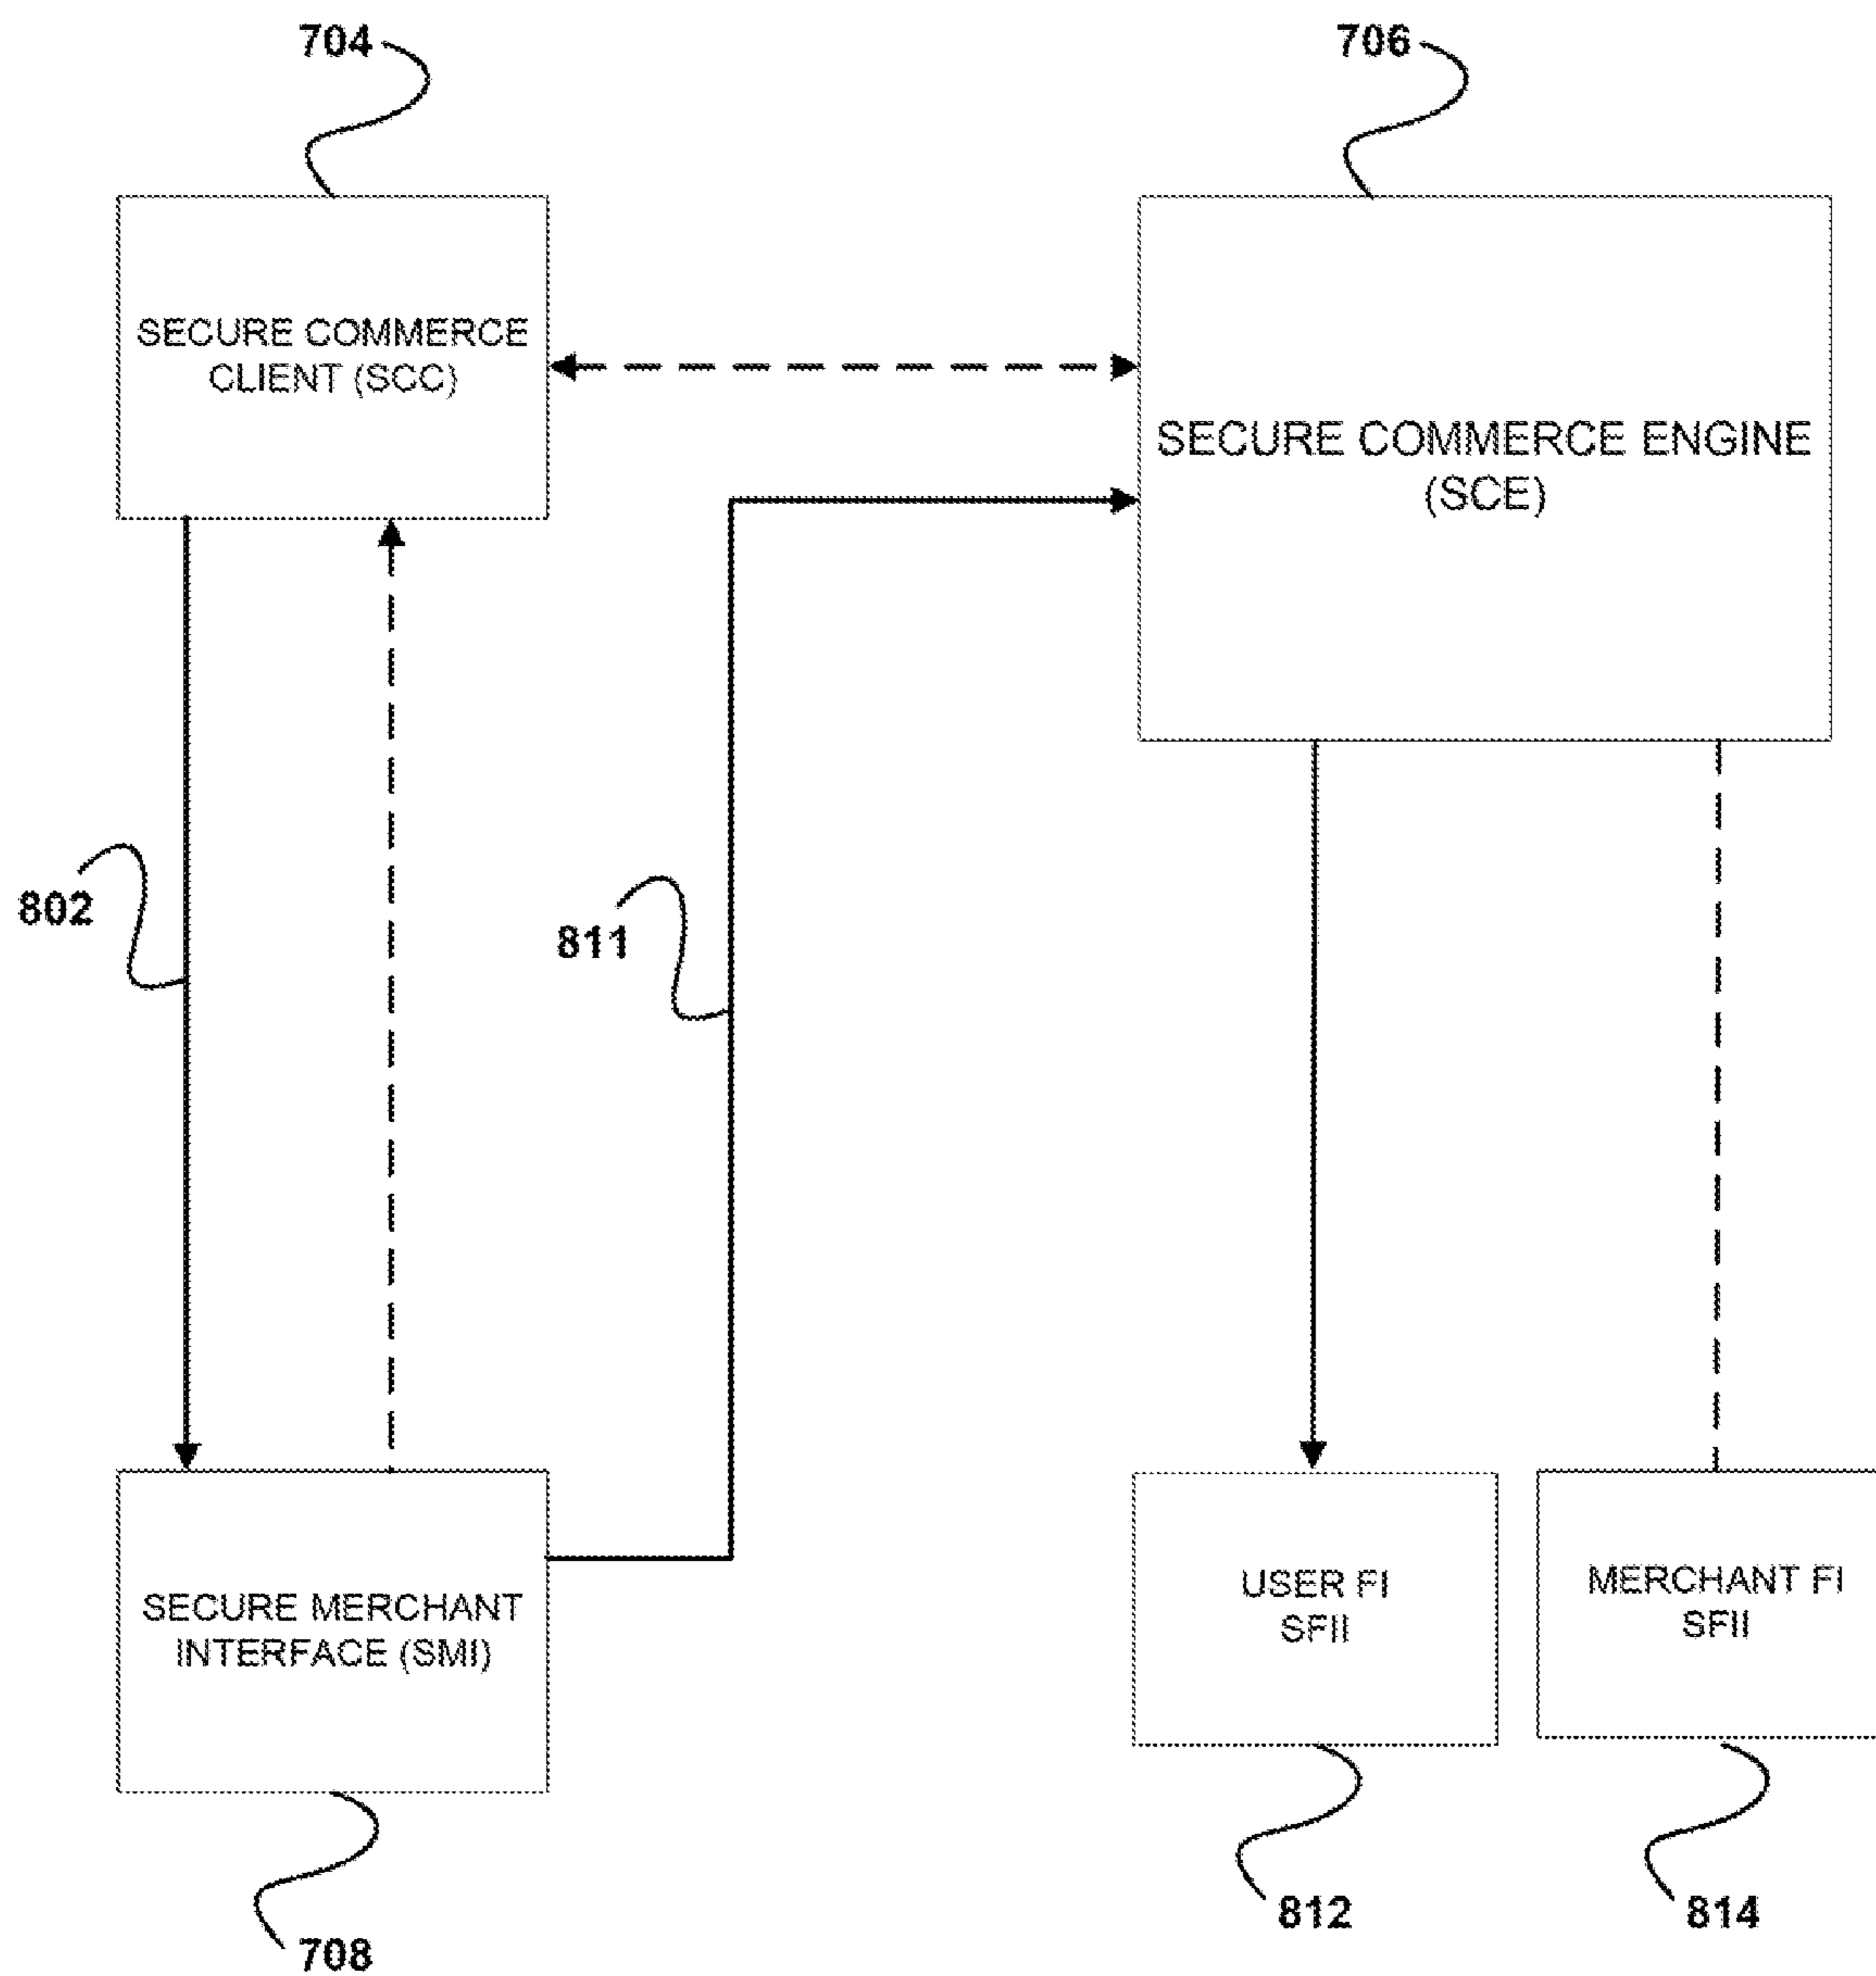 704
706
SECURE COMMERCE
CLIENT (SCC)
SECURE COMMERCE ENGINE
(SCE)
802
811
SECURE MERCHANT
INTERFACE (SMI)
USER FI
SFII
MERCHANT FI
SFII
708
812
814